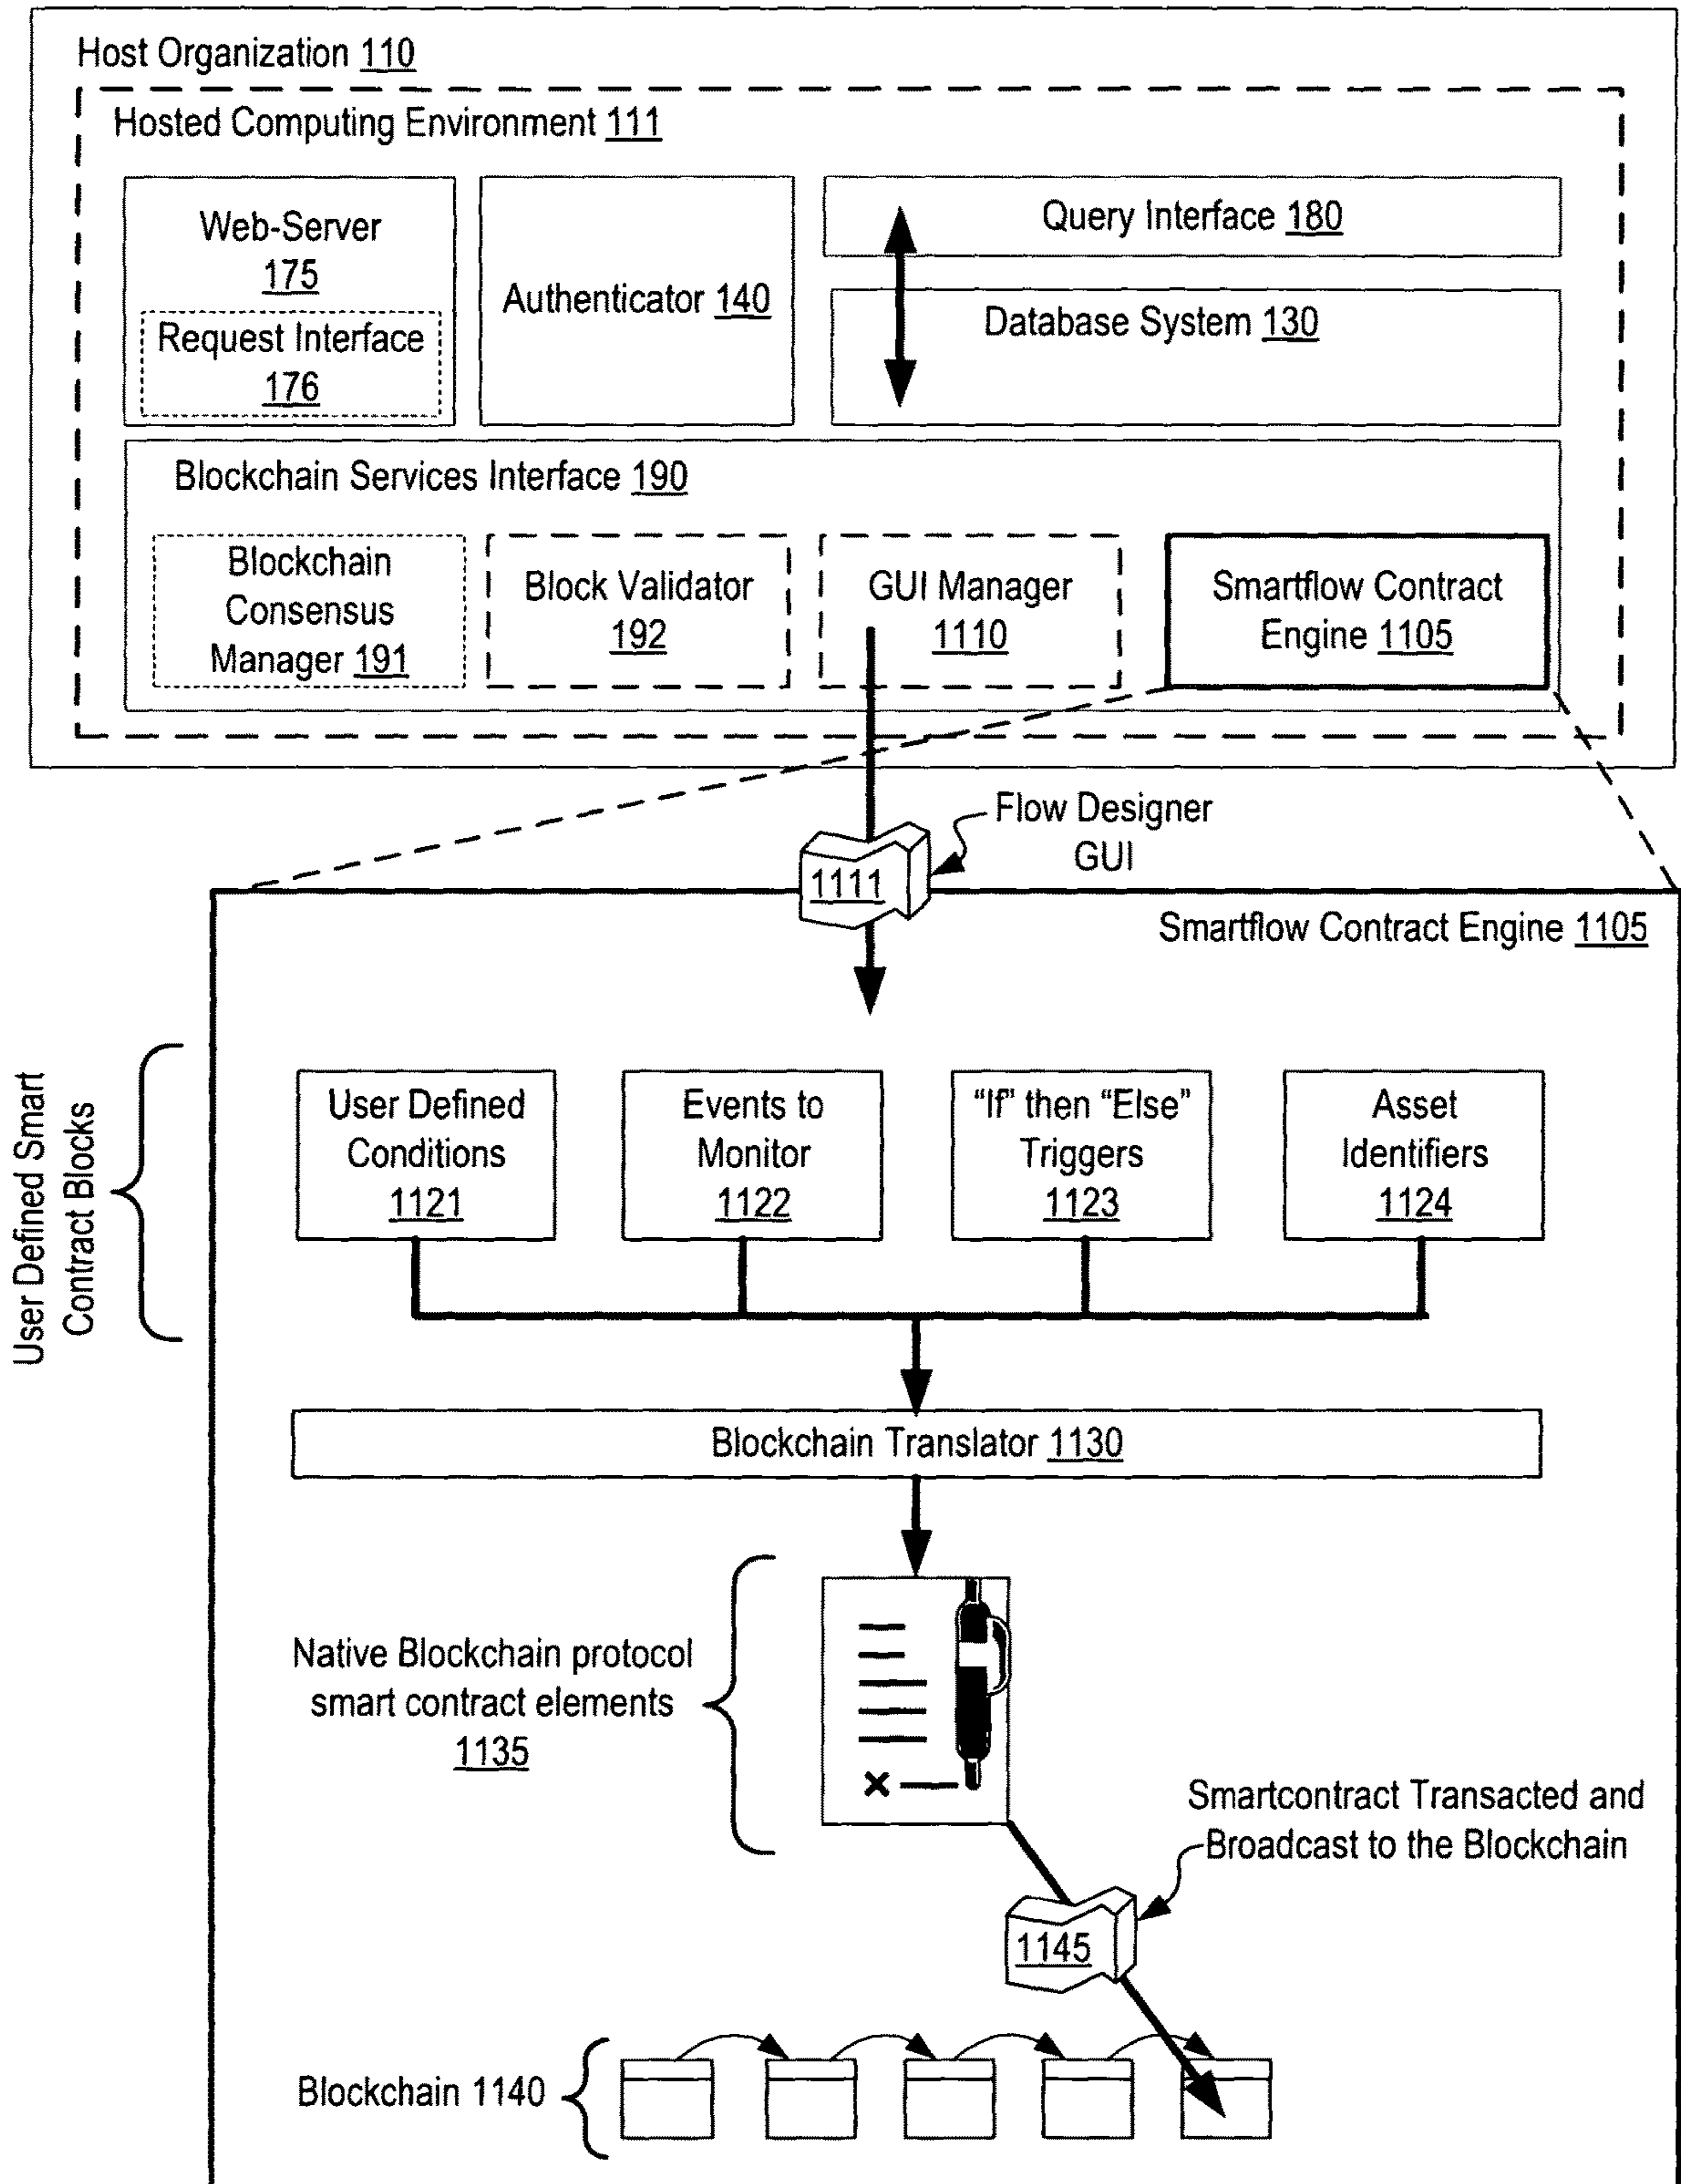 Host Organization 110
Hosted Computing Environment 111
Web-Server
175
Request Interface
176
Authenticator 140
Query Interface 180
Database System 130
Blockchain Services Interface 190
Blockchain
Consensus
Manager 191
Block Validator
192
GUI Manager
1110
Smartflow Contract
Engine 1105
Flow Designer
GUI
1111
Smartflow Contract Engine 1105
User Defined Smart
Contract Blocks
User Defined
Conditions
1121
Events to
Monitor
1122
“If” then “Else”
Triggers
1123
Asset
Identifiers
1124
Blockchain Translator 1130
Native Blockchain protocol
smart contract elements
1135
Smartcontract Transacted and
Broadcast to the Blockchain
1145
Blockchain 1140